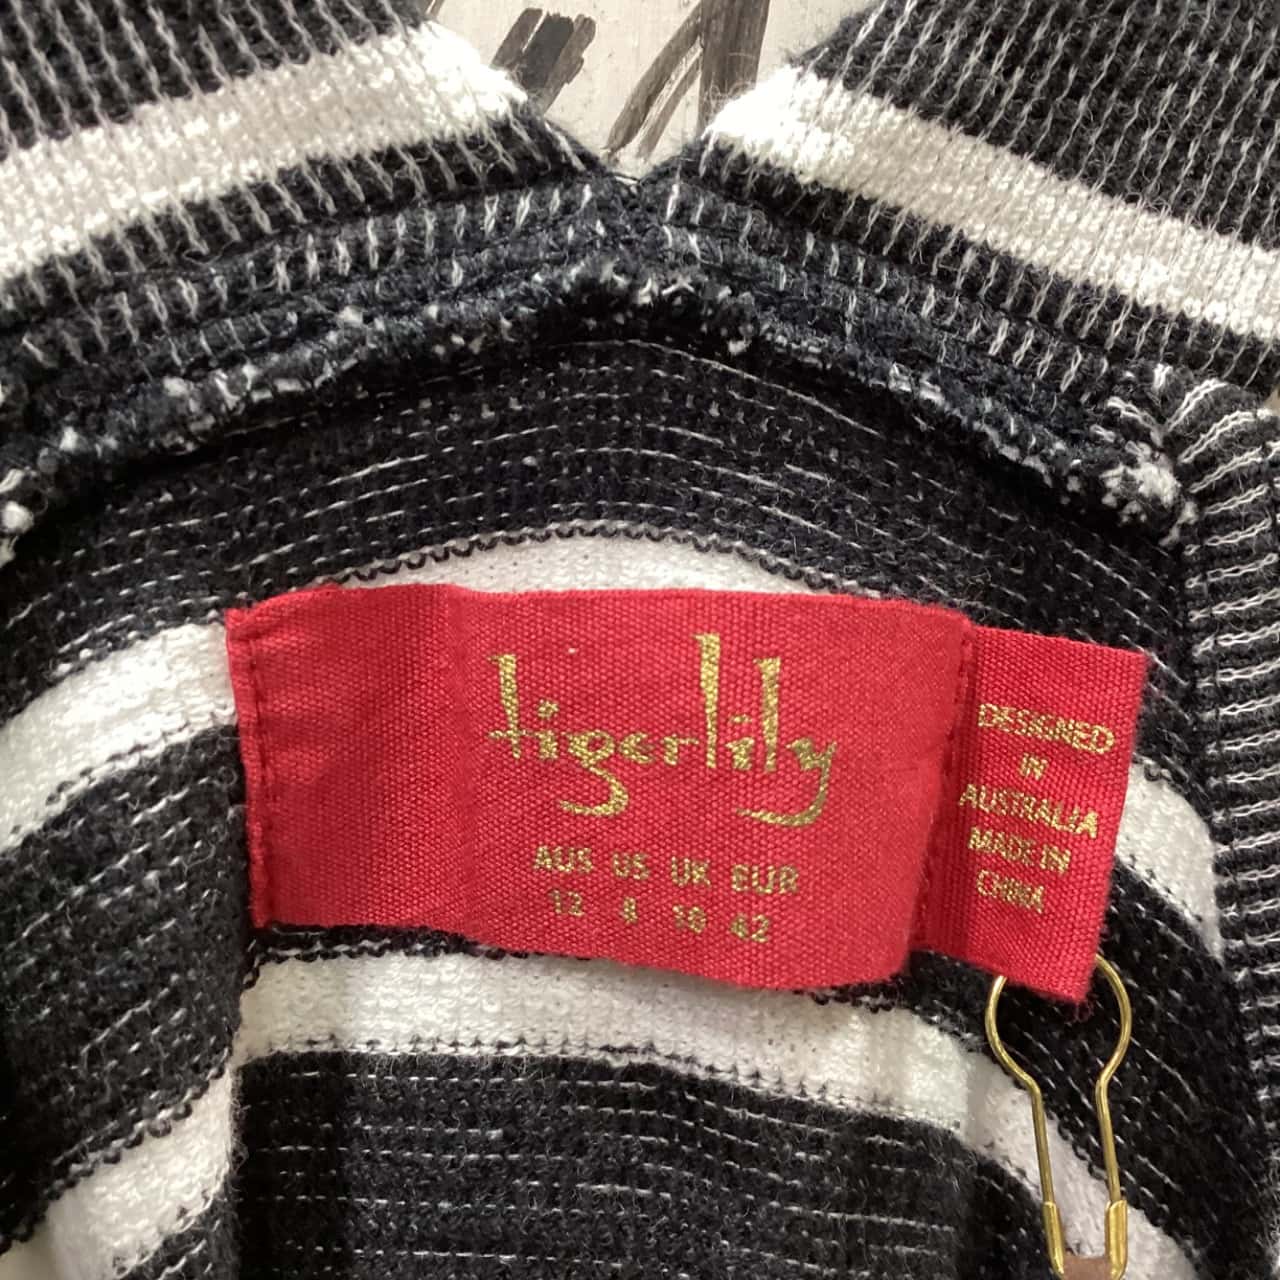 tigerlily
AUS US UK EUR
12 8 10 42
DESIGNED
IN
AUSTRALIA
MADE IN
CHINA